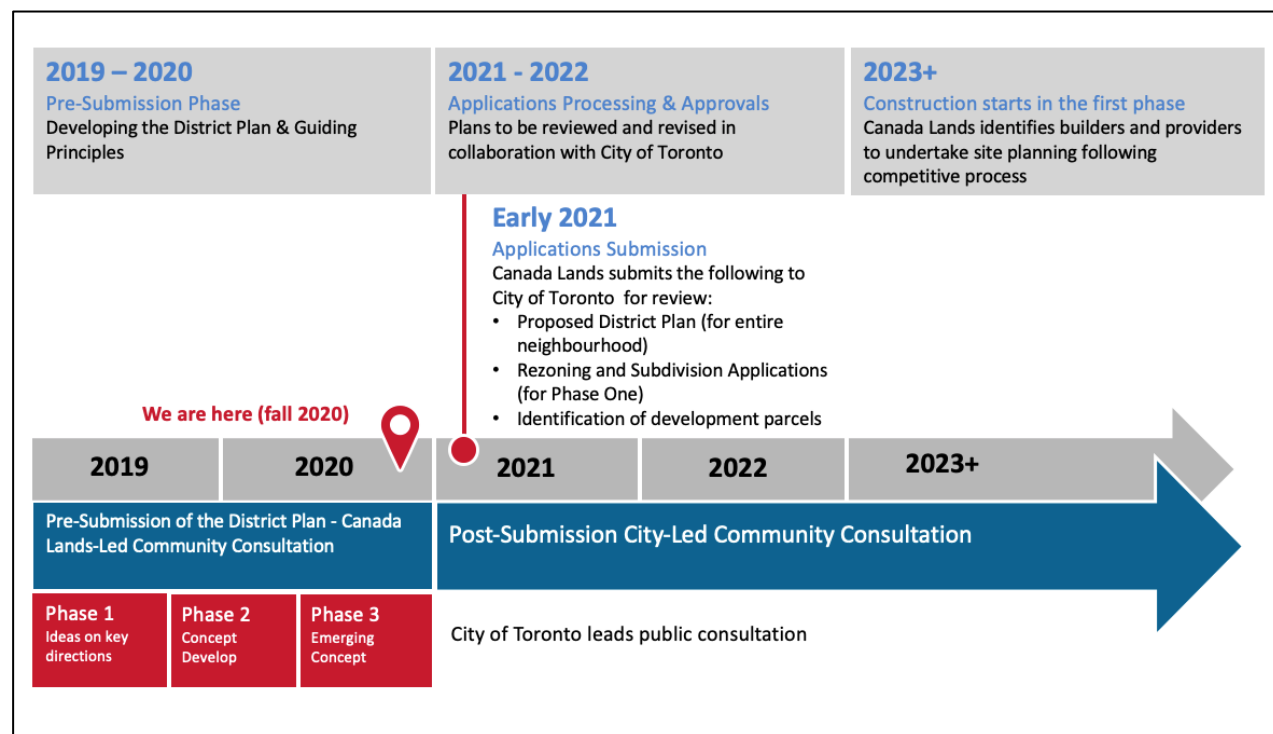 2019 – 2020
Pre-Submission Phase
Developing the District Plan & Guiding
Principles
2021 - 2022
Applications Processing & Approvals
Plans to be reviewed and revised in
collaboration with City of Toronto
2023+
Construction starts in the first phase
Canada Lands identifies builders and providers
to undertake site planning following
competitive process
Early 2021
Applications Submission
Canada Lands submits the following to
City of Toronto for review:
• Proposed District Plan (for entire
neighbourhood)
• Rezoning and Subdivision Applications
(for Phase One)
• Identification of development parcels
We are here (fall 2020)
2019
2020
2021
2022
2023+
Pre-Submission of the District Plan - Canada
Lands-Led Community Consultation
Post-Submission City-Led Community Consultation
Phase 1
Ideas on key
directions
Phase 2
Concept
Develop
Phase 3
Emerging
Concept
City of Toronto leads public consultation